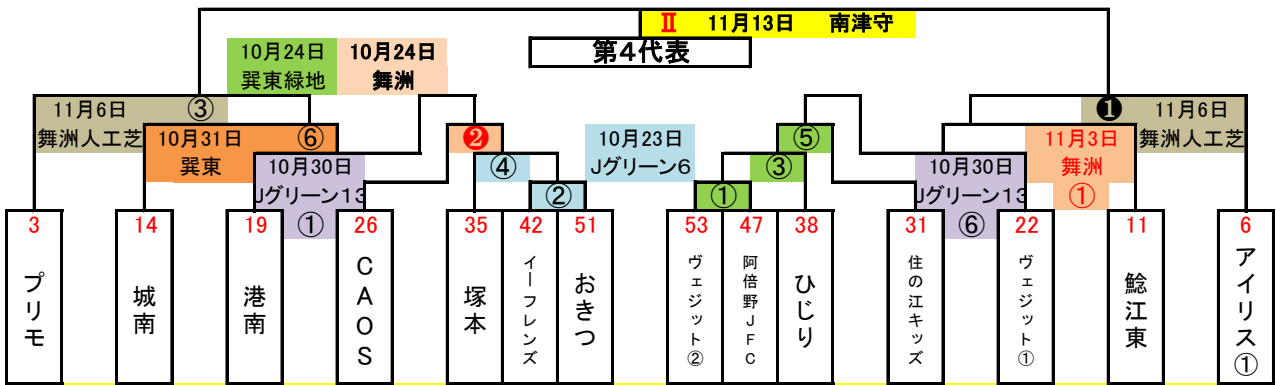 Ⅱ 11月13日 南津守
第4代表
10月24日
巽東緑地
10月24日
舞洲
11月6日 ③
舞洲人工芝
10月31日 ⑥
巽東
10月30日
Jグリーン13
①
❷
④
②
10月23日
Jグリーン6
⑤
③
①
10月30日
Jグリーン13
⑥
11月3日
舞洲
①
❶ 11月6日
舞洲人工芝
3
プリモ
14
城南
19
港南
26
CAOS
35
塚本
42
イーフレンズ
51
おきつ
53
ヴェジット②
47
阿倍野JFC
38
ひじり
31
住の江キッズ
22
ヴェジット①
11
鯰江東
6
アイリス①